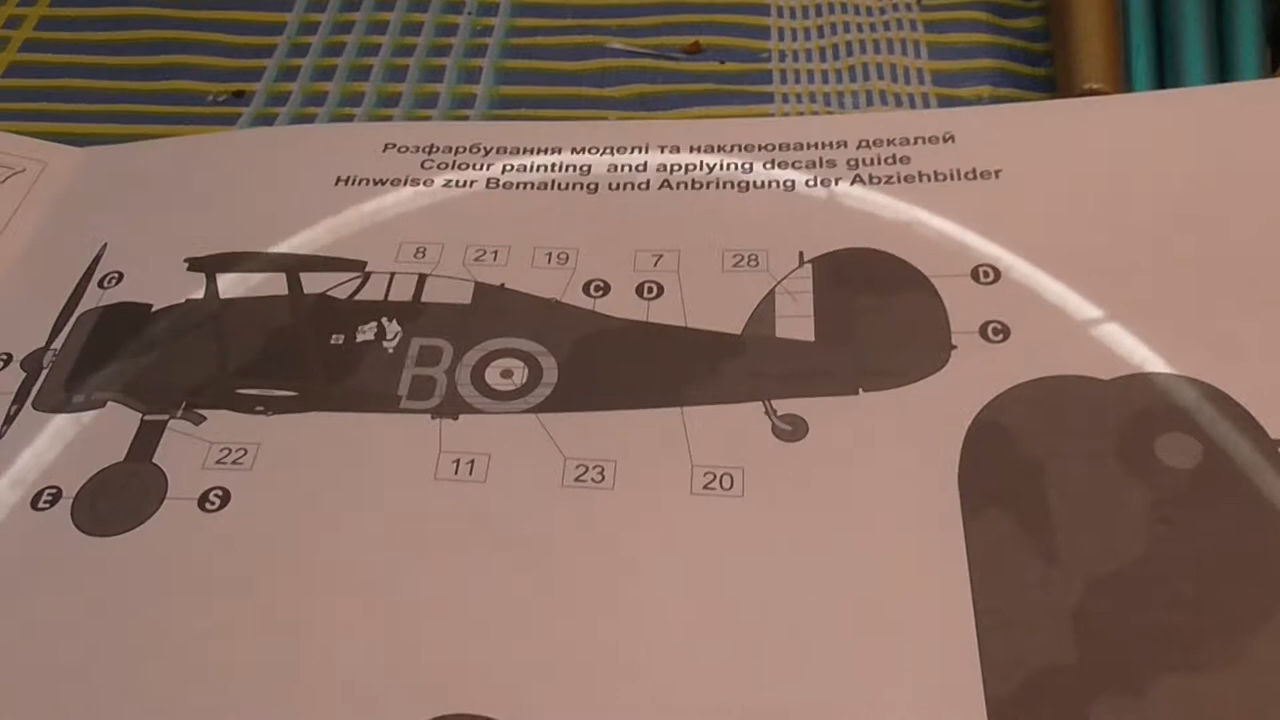 Розфарбування моделі та наклеювання декалей
Colour painting and applying decals guide
Hinweise zur Bemalung und Anbringung der Abziehbilder
8 21 19 7 28
G C D D
C
B
22 11 23 20
E S